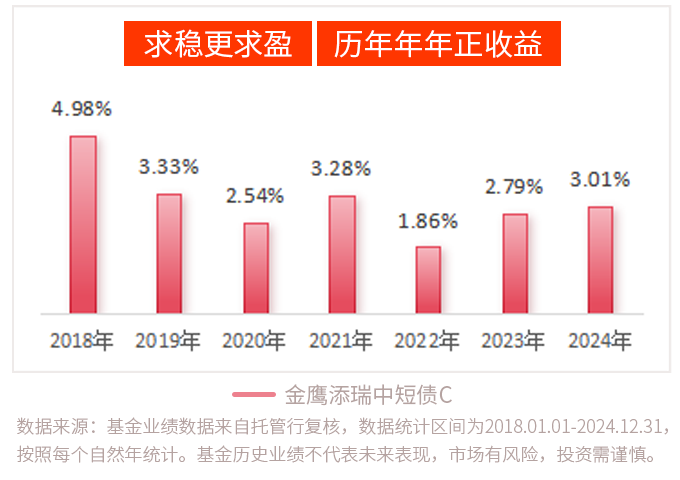 求稳更求盈 历年年年正收益
4.98%
3.33%
2.54%
3.28%
1.86%
2.79%
3.01%
2018年 2019年 2020年 2021年 2022年 2023年 2024年
金鹰添瑞中短债C
数据来源：基金业绩数据来自托管行复核，数据统计区间为2018.01.01-2024.12.31，
按照每个自然年统计。基金历史业绩不代表未来表现，市场有风险，投资需谨慎。